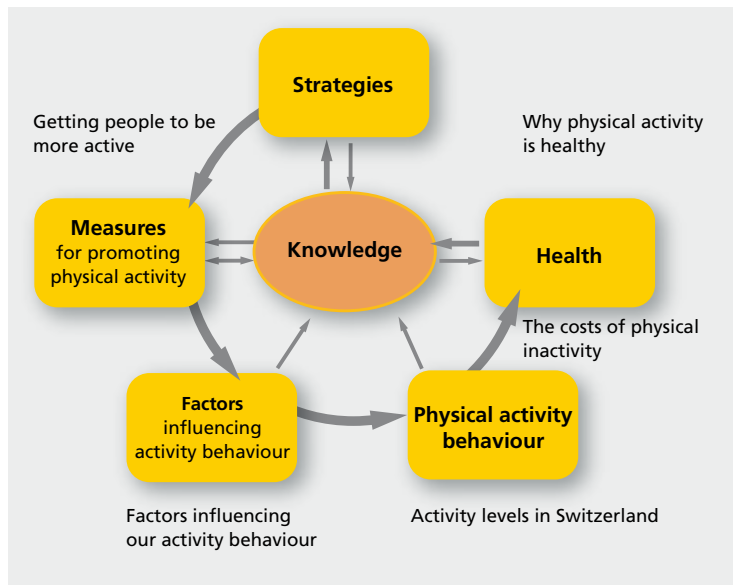 Strategies
Getting people to be
more active
Why physical activity
is healthy
Measures
for promoting
physical activity
Knowledge
Health
The costs of physical
inactivity
Factors
influencing
activity behaviour
Physical activity
behaviour
Factors influencing
our activity behaviour
Activity levels in Switzerland